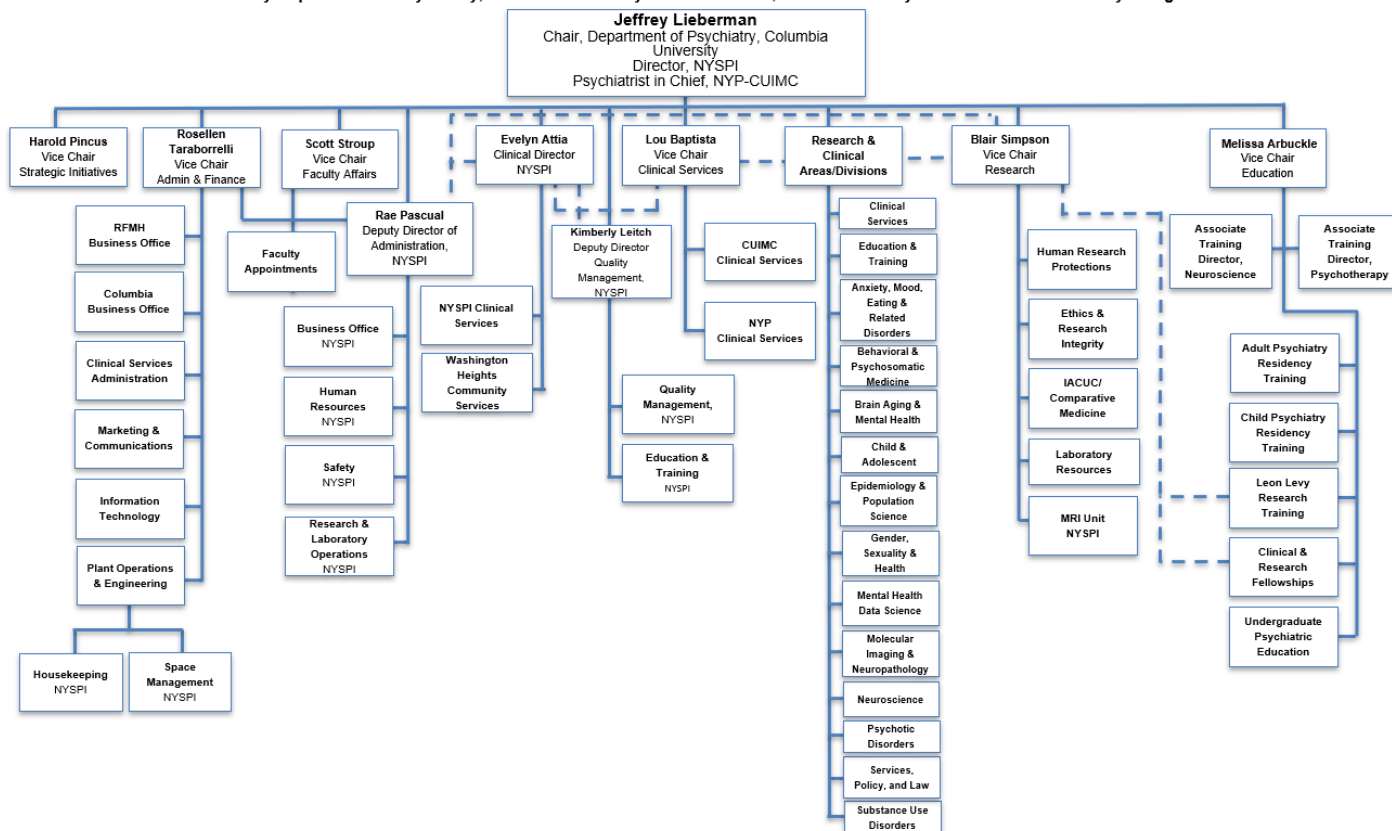 Jeffrey Lieberman
Chair, Department of Psychiatry, Columbia
University
Director, NYSPI
Psychiatrist in Chief, NYP-CUIMC
Harold Pincus
Vice Chair
Strategic Initiatives
Rosellen
Taraborrelli
Vice Chair
Admin & Finance
Scott Stroup
Vice Chair
Faculty Affairs
Evelyn Attia
Clinical Director
NYSPI
Lou Baptista
Vice Chair
Clinical Services
Research &
Clinical
Areas/Divisions
Blair Simpson
Vice Chair
Research
Melissa Arbuckle
Vice Chair
Education
RFMH
Business Office
Columbia
Business Office
Clinical Services
Administration
Marketing &
Communications
Information
Technology
Plant Operations
& Engineering
Housekeeping
NYSPI
Space
Management
NYSPI
Faculty
Appointments
Rae Pascual
Deputy Director of
Administration,
NYSPI
Business Office
NYSPI
Human
Resources
NYSPI
Safety
NYSPI
Research &
Laboratory
Operations
NYSPI
NYSPI Clinical
Services
Washington
Heights
Community
Services
Kimberly Leitch
Deputy Director
Quality
Management,
NYSPI
Quality
Management,
NYSPI
Education &
Training
NYSPI
CUIMC
Clinical Services
NYP
Clinical Services
Clinical
Services
Education &
Training
Anxiety, Mood,
Eating &
Related
Disorders
Behavioral &
Psychosomatic
Medicine
Brain Aging &
Mental Health
Child &
Adolescent
Epidemiology &
Population
Science
Gender,
Sexuality &
Health
Mental Health
Data Science
Molecular
Imaging &
Neuropathology
Neuroscience
Psychotic
Disorders
Services,
Policy, and Law
Substance Use
Disorders
Human Research
Protections
Ethics &
Research
Integrity
IACUC/
Comparative
Medicine
Laboratory
Resources
MRI Unit
NYSPI
Associate
Training
Director,
Neuroscience
Associate
Training
Director,
Psychotherapy
Adult Psychiatry
Residency
Training
Child Psychiatry
Residency
Training
Leon Levy
Research
Training
Clinical &
Research
Fellowships
Undergraduate
Psychiatric
Education